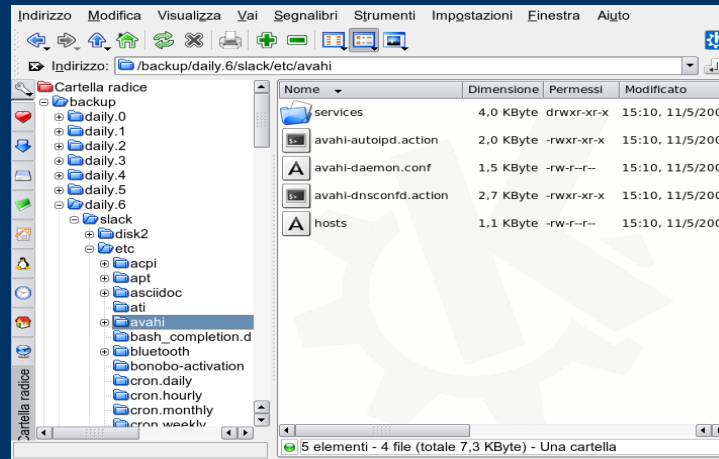 Indirizzo Modifica Visualizza Vai Segnalibri Strumenti Impostazioni Finestra Aiuto
Indirizzo: /backup/daily.6/slack/etc/avahi
Cartella radice
backup
daily.0
daily.1
daily.2
daily.3
daily.4
daily.5
daily.6
slack
disk2
etc
acpi
apt
asciidoc
ati
avahi
bash_completion.d
bluetooth
bonobo-activation
cron.daily
cron.hourly
cron.monthly
cron.weekly
Cartella radice
Nome Dimensione Permessi Modificato
services 4,0 KByte drwxr-xr-x 15:10, 11/5/200
avahi-autoipd.action 2,0 KByte -rwxr-xr-x 15:10, 11/5/200
avahi-daemon.conf 1,5 KByte -rw-r--r-- 15:10, 11/5/200
avahi-dnsconfd.action 2,7 KByte -rwxr-xr-x 15:10, 11/5/200
hosts 1,1 KByte -rw-r--r-- 15:10, 11/5/200
5 elementi - 4 file (totale 7,3 KByte) - Una cartella